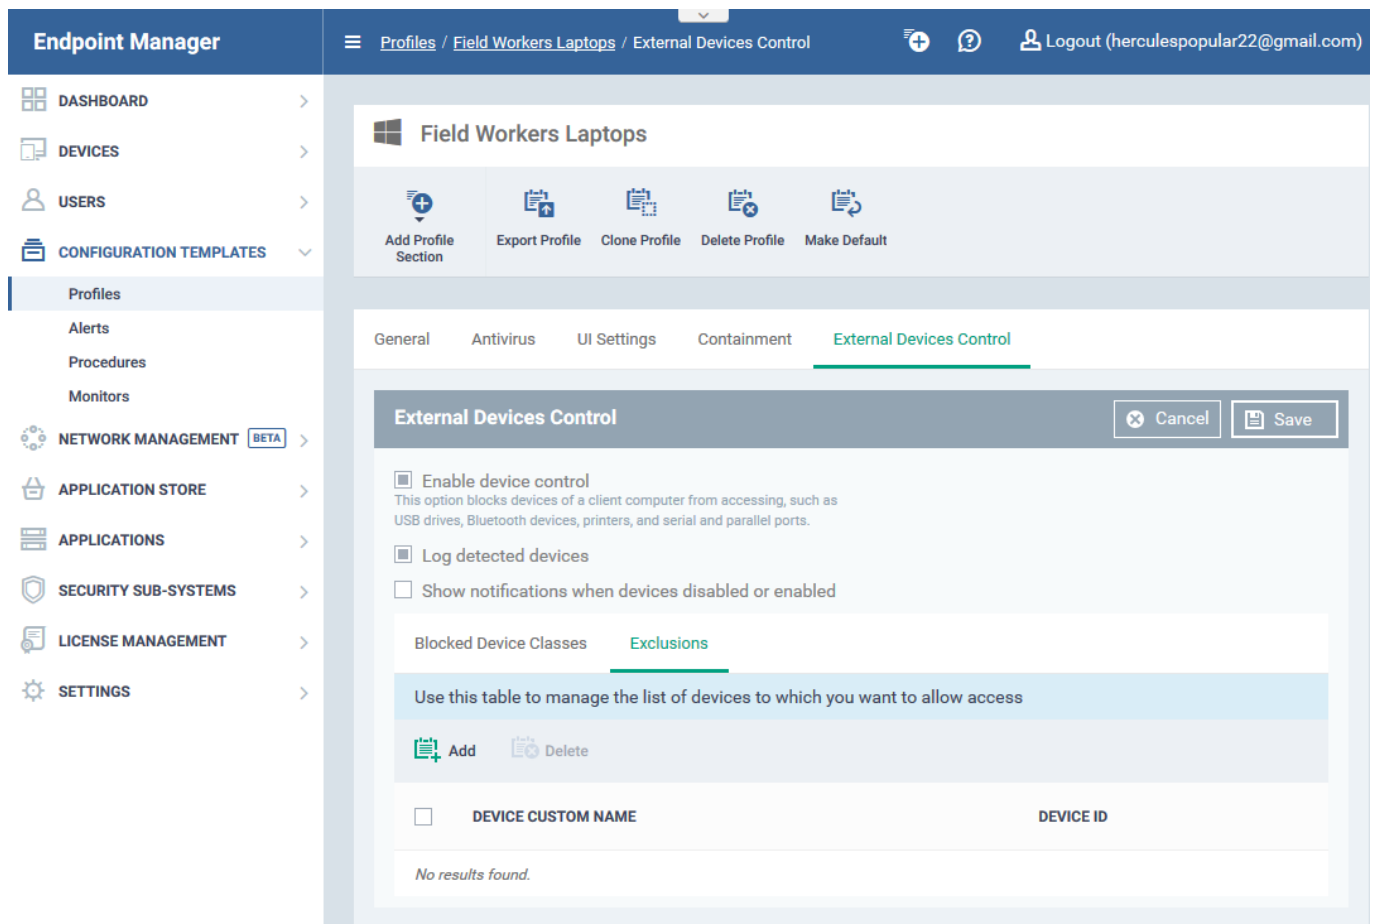 Endpoint Manager
Profiles / Field Workers Laptops / External Devices Control
Logout (herculespopular22@gmail.com)
DASHBOARD
DEVICES
USERS
CONFIGURATION TEMPLATES
Profiles
Alerts
Procedures
Monitors
NETWORK MANAGEMENT BETA
APPLICATION STORE
APPLICATIONS
SECURITY SUB-SYSTEMS
LICENSE MANAGEMENT
SETTINGS
Field Workers Laptops
Add Profile
Section
Export Profile
Clone Profile
Delete Profile
Make Default
General
Antivirus
UI Settings
Containment
External Devices Control
External Devices Control
Cancel
Save
Enable device control
This option blocks devices of a client computer from accessing, such as
USB drives, Bluetooth devices, printers, and serial and parallel ports.
Log detected devices
Show notifications when devices disabled or enabled
Blocked Device Classes
Exclusions
Use this table to manage the list of devices to which you want to allow access
Add
Delete
DEVICE CUSTOM NAME
DEVICE ID
No results found.